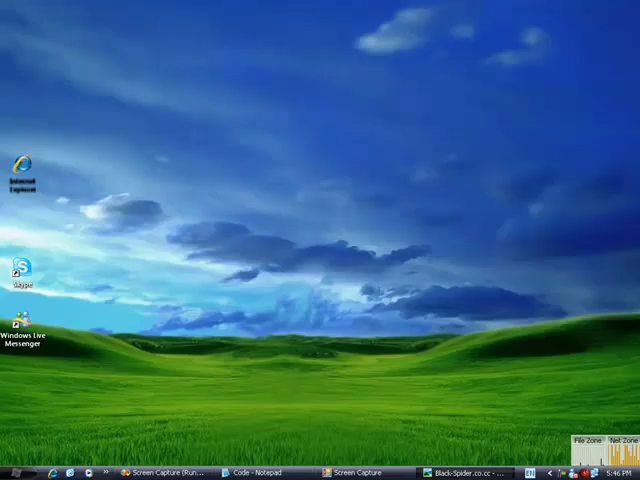 Internet
Explorer
Skype
Windows Live
Messenger
File Zone
Net Zone
Screen Capture (Run...
Code - Notepad
Screen Capture
Black-Spider.co.cc - ...
5:46 PM